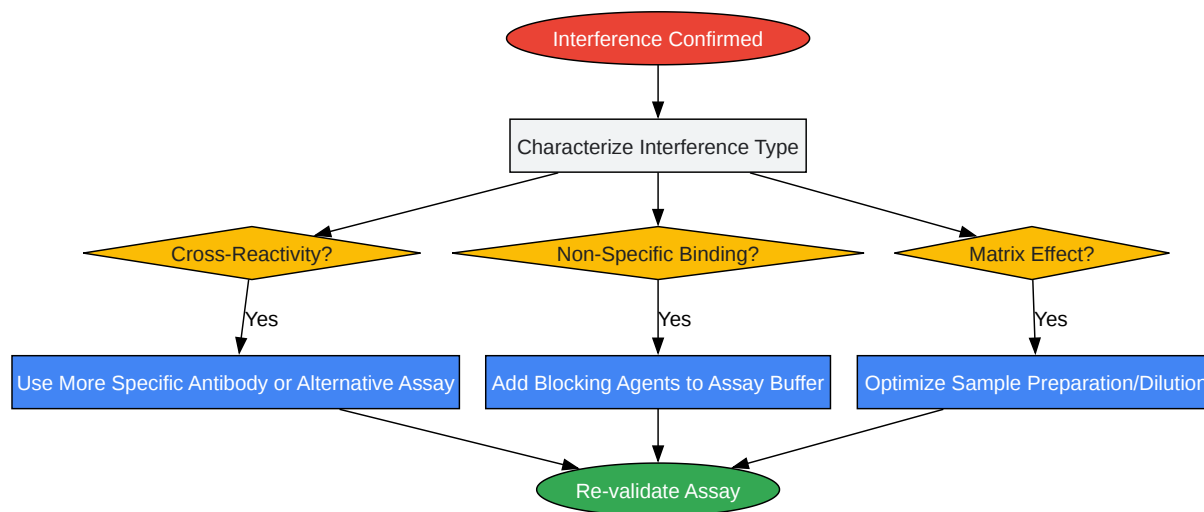 Interference Confirmed
Characterize Interference Type
Cross-Reactivity?
Non-Specific Binding?
Matrix Effect?
Yes
Yes
Yes
Use More Specific Antibody or Alternative Assay
Add Blocking Agents to Assay Buffer
Optimize Sample Preparation/Dilution
Re-validate Assay